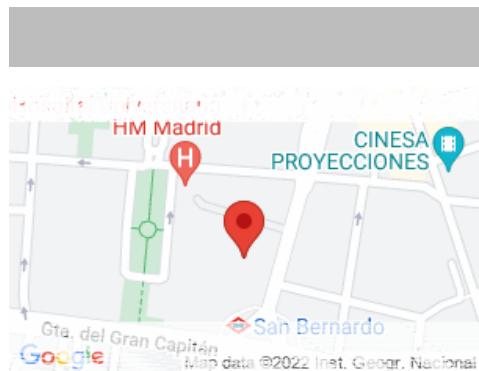 HM Madrid
H
CINESA
PROYECCIONES
San Bernardo
Gta. del Gran Capitán
Google
Map data ©2022 Inst. Geogr. Nacional